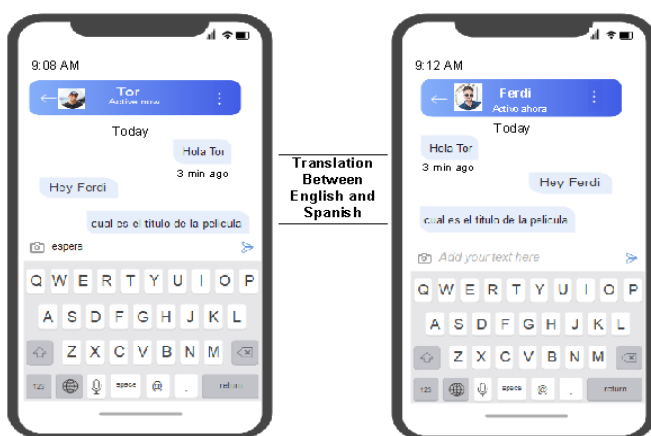 9:08 AM
Tor
Active now
Today
Hola Tor
3 min ago
Hey Ferdi
cual es el titulo de la pelicula
espera
Q W E R T Y U I O P
A S D F G H J K L
Z X C V B N M
123 space @ . return
Translation
Between
English and
Spanish
9:12 AM
Ferdi
Activo ahora
Today
Hola Tor
3 min ago
Hey Ferdi
cual es el titulo de la pelicula
Add your text here
Q W E R T Y U I O P
A S D F G H J K L
Z X C V B N M
123 space @ . return